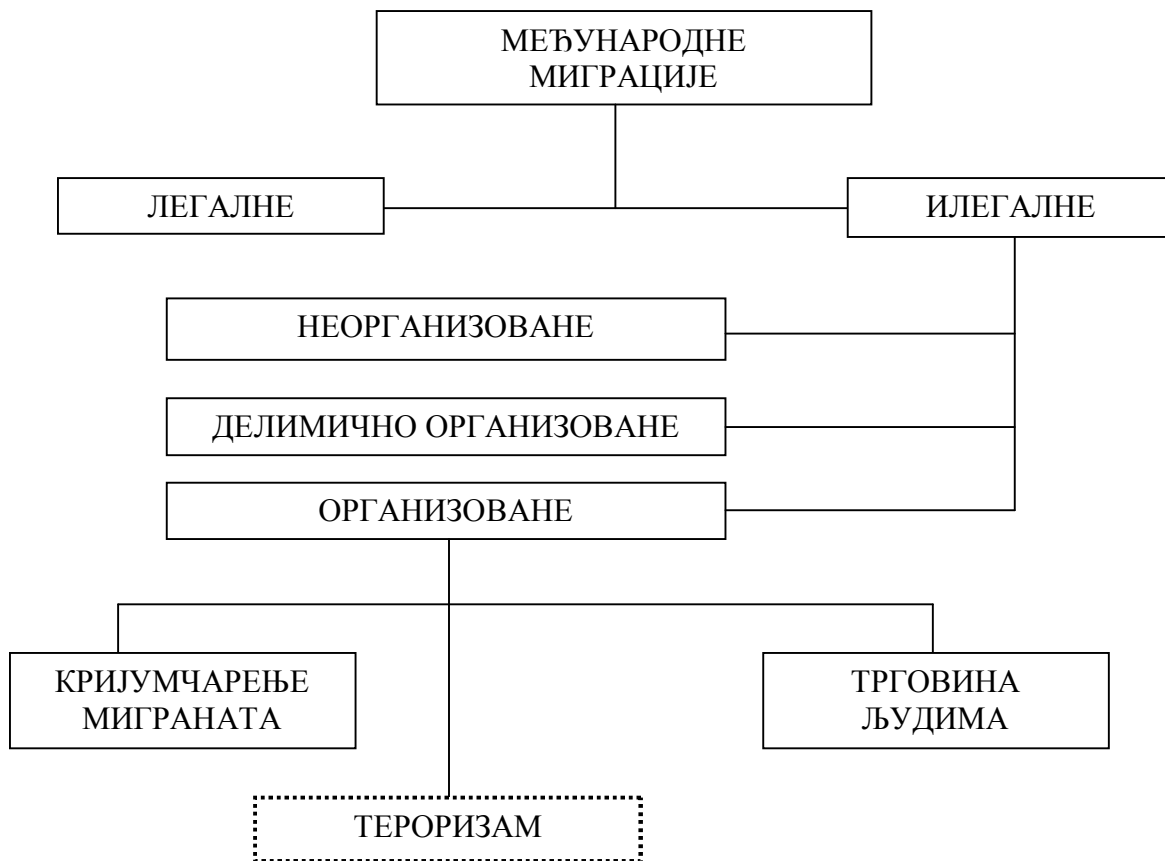 МЕЂУНАРОДНЕ
МИГРАЦИЈЕ
ЛЕГАЛНЕ
ИЛЕГАЛНЕ
НЕОРГАНИЗОВАНЕ
ДЕЛИМИЧНО ОРГАНИЗОВАНЕ
ОРГАНИЗОВАНЕ
КРИЈУМЧАРЕЊЕ
МИГРАНАТА
ТРГОВИНА
ЉУДИМА
ТЕРОРИЗАМ